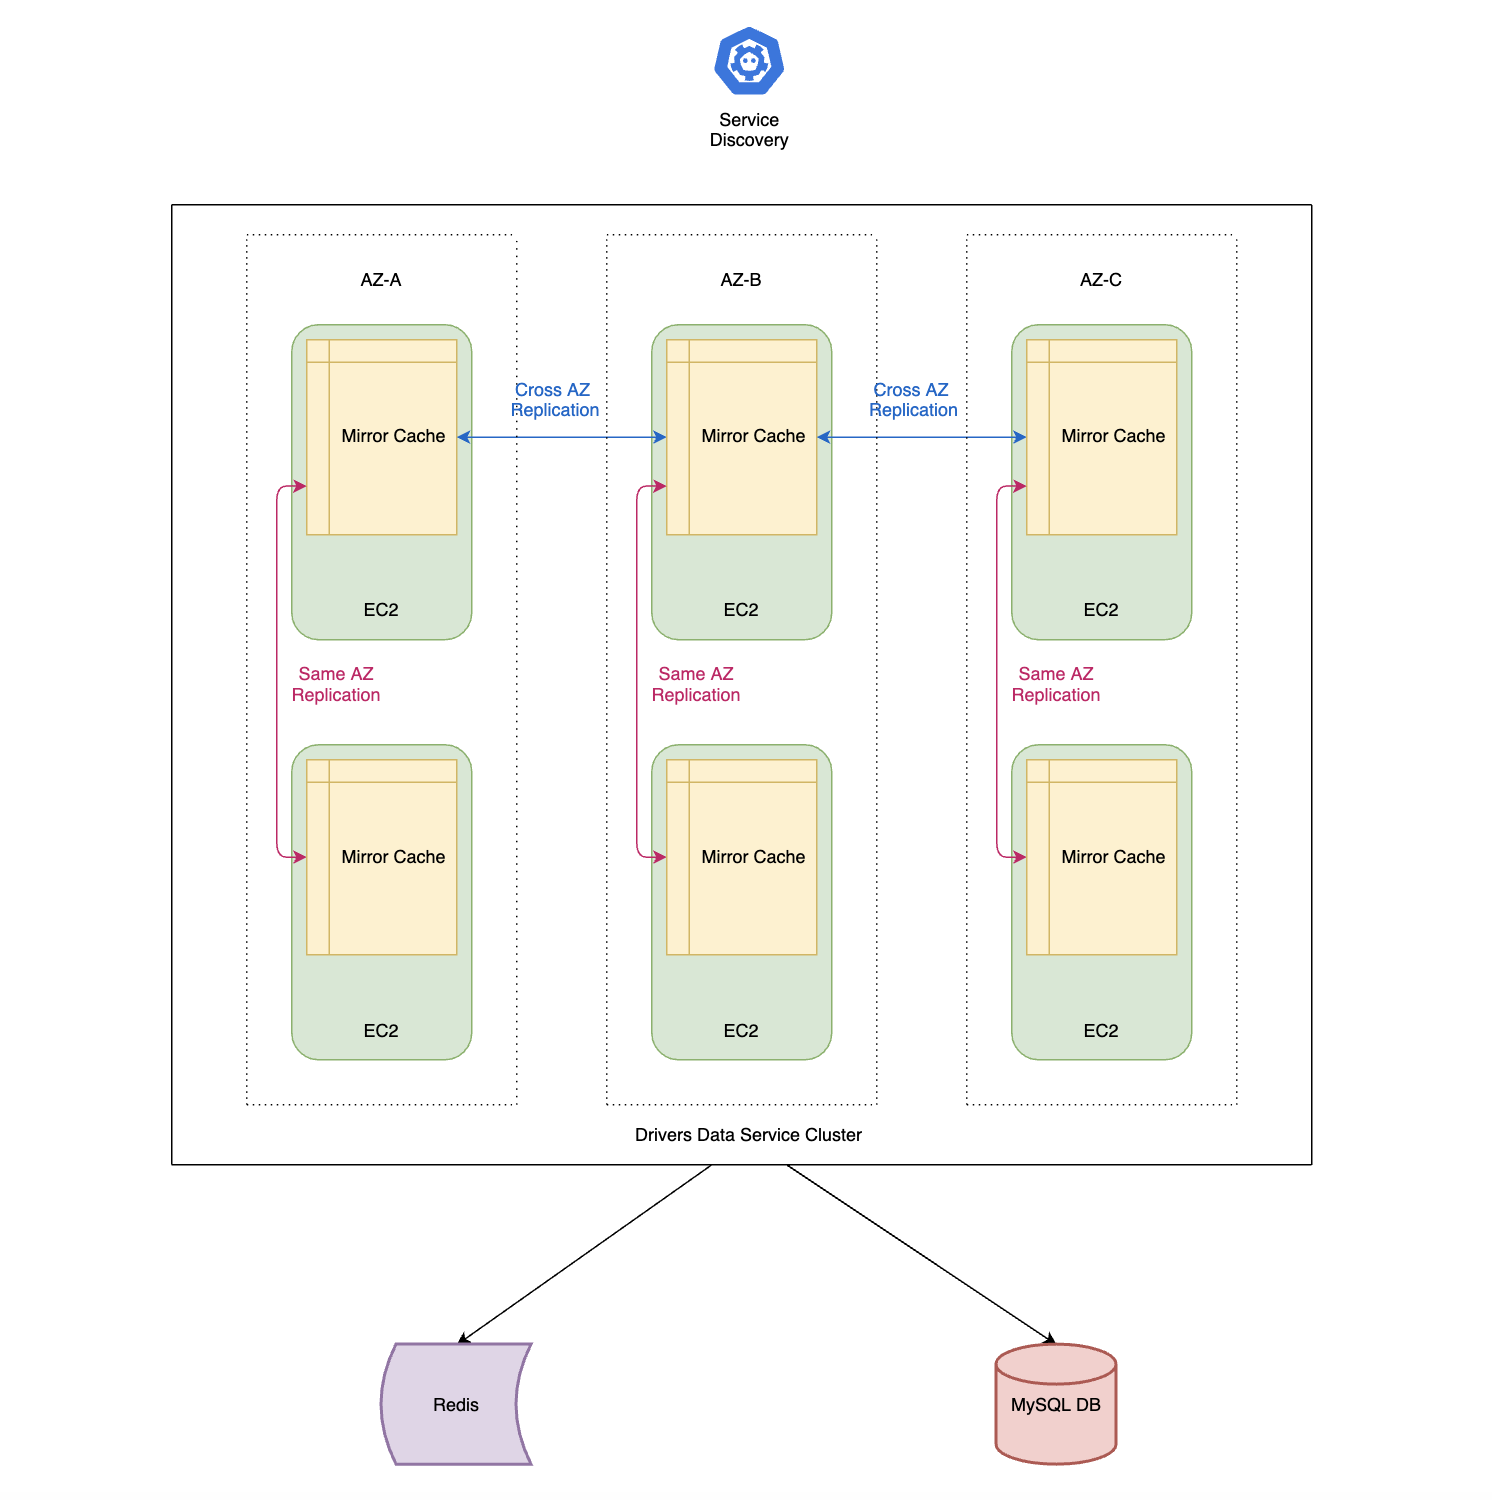 Service
Discovery
AZ-A
AZ-B
AZ-C
Cross AZ
Replication
Cross AZ
Replication
Mirror Cache
Mirror Cache
Mirror Cache
EC2
EC2
EC2
Same AZ
Replication
Same AZ
Replication
Same AZ
Replication
Mirror Cache
Mirror Cache
Mirror Cache
EC2
EC2
EC2
Drivers Data Service Cluster
Redis
MySQL DB